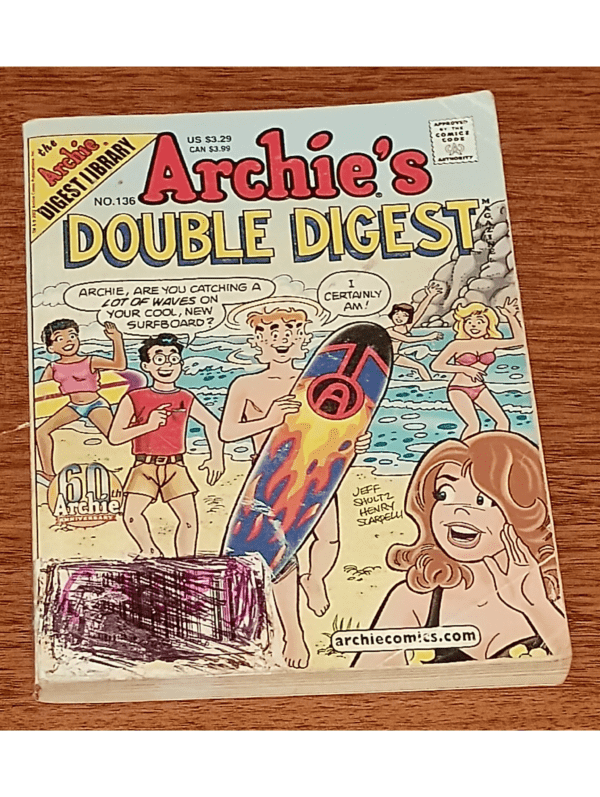 the
Archie
DIGEST LIBRARY
US $3.29
CAN $3.99
NO.136
Archie's
DOUBLE DIGEST
MAGAZINE
APPROVED
BY THE
COMICS
CODE
AUTHORITY
ARCHIE, ARE YOU CATCHING A
LOT OF WAVES ON
YOUR COOL, NEW
SURFBOARD?
I
CERTAINLY
AM!
A
60th
Archie
ANNIVERSARY
JEFF
SHULTZ
HENRY
SCARPELLI
archiecomics.com